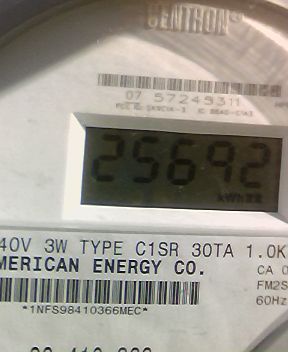 CENTRON®
07 57245311
25692
kWh
40V 3W TYPE C1SR 30TA 1.0K
MERICAN ENERGY CO.
CA 0
FM2S
60Hz
*1NFS98410366MEC*